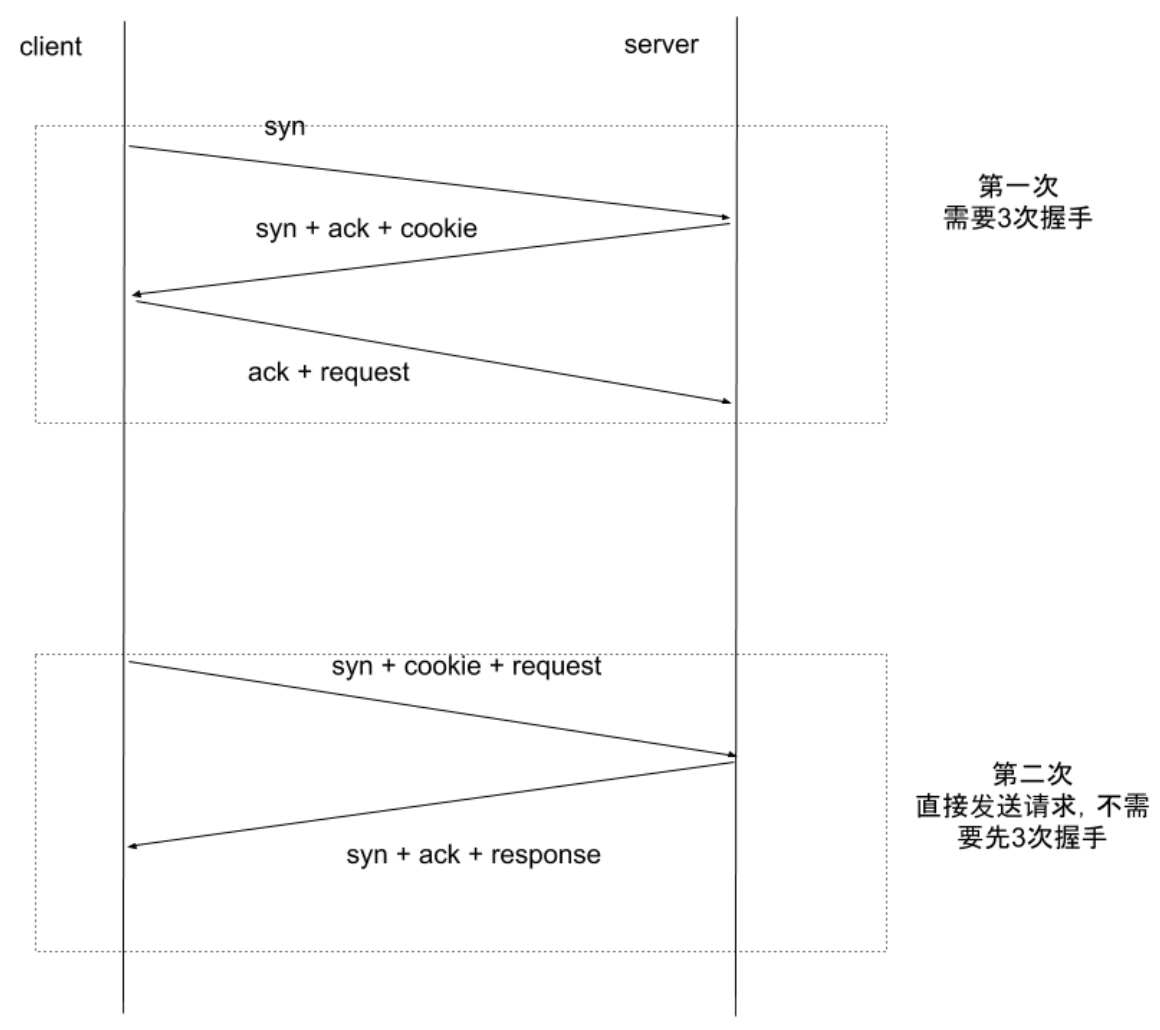 client
server
syn
第一次
需要3次握手
syn + ack + cookie
ack + request
syn + cookie + request
第二次
直接发送请求, 不需
要先3次握手
syn + ack + response